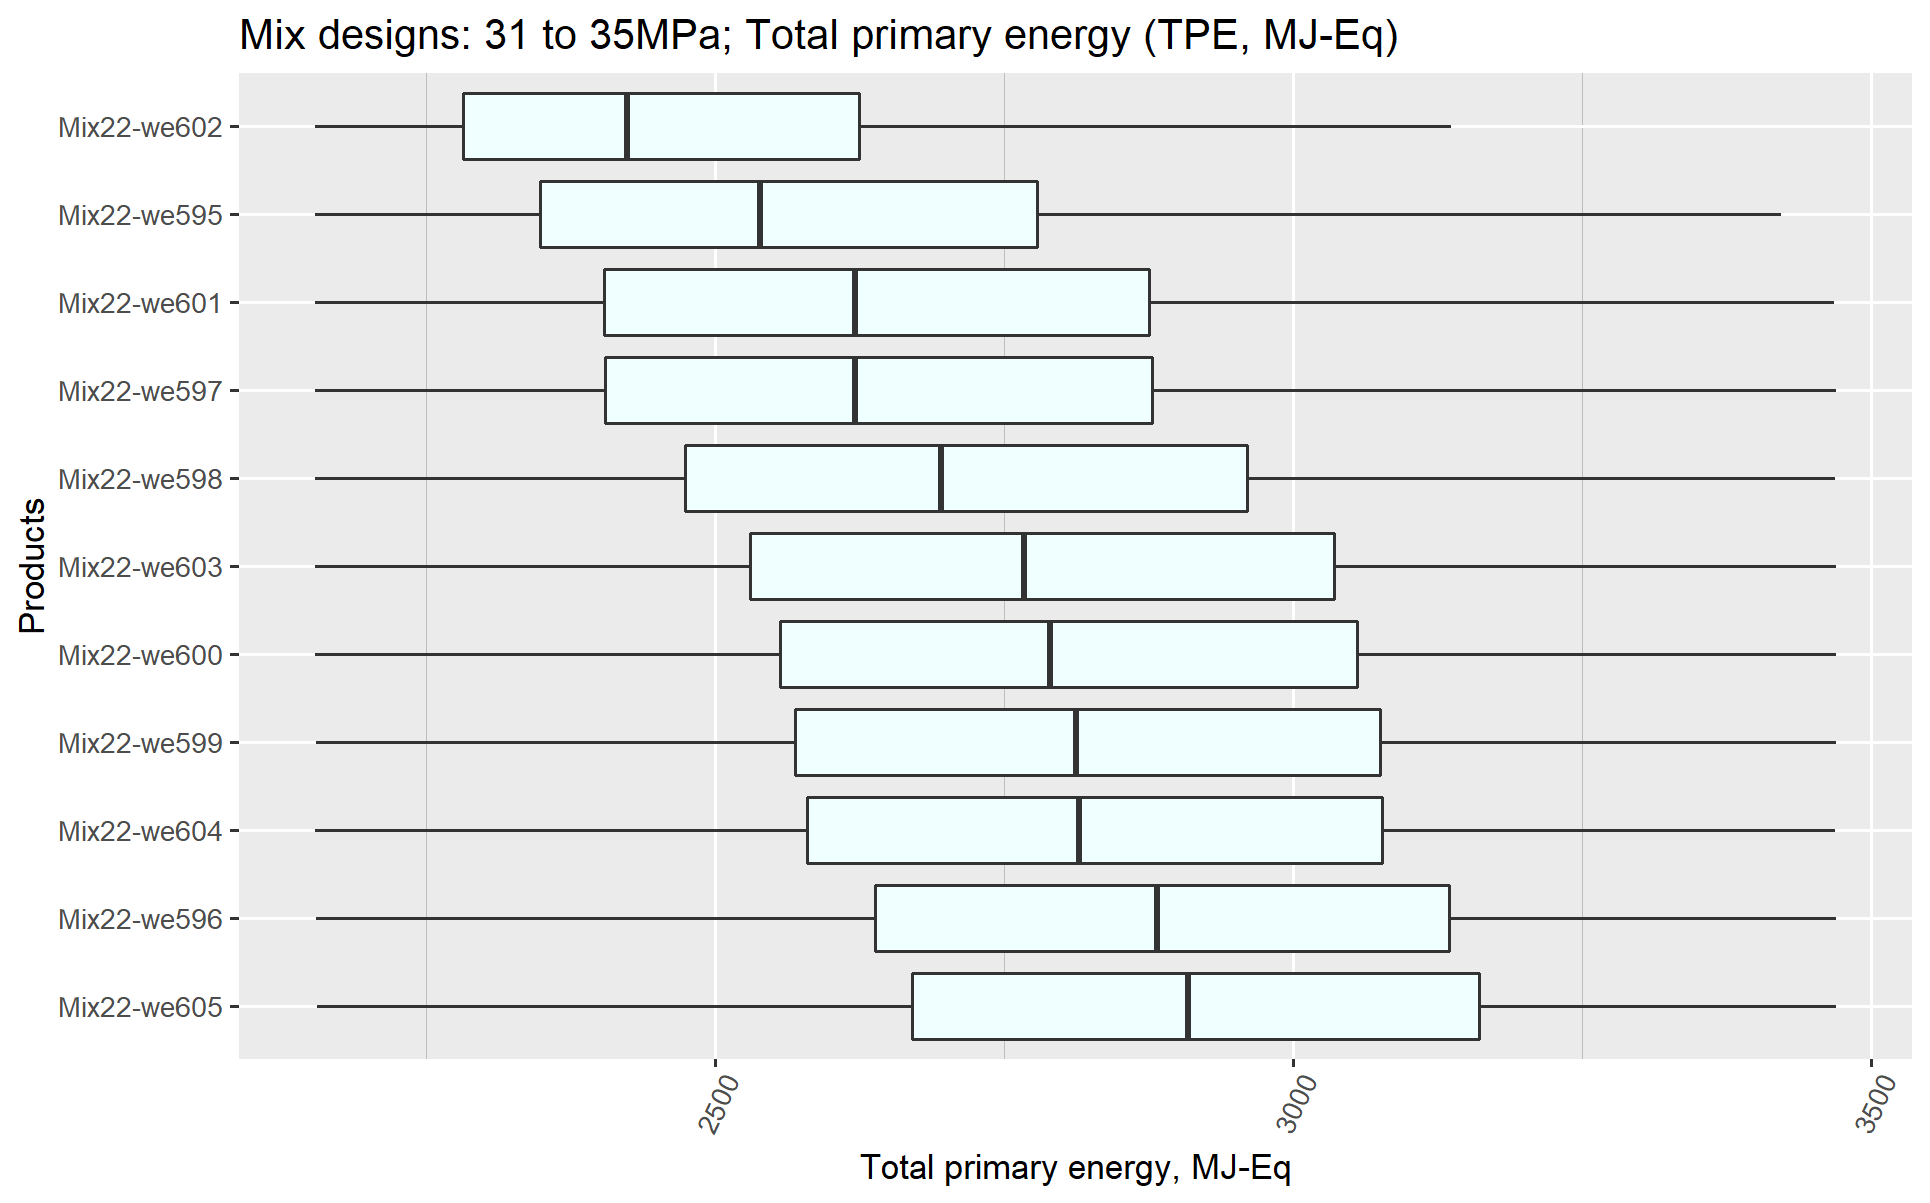 Mix designs: 31 to 35MPa; Total primary energy (TPE, MJ-Eq)
Products
Mix22-we602
Mix22-we595
Mix22-we601
Mix22-we597
Mix22-we598
Mix22-we603
Mix22-we600
Mix22-we599
Mix22-we604
Mix22-we596
Mix22-we605
2500
3000
3500
Total primary energy, MJ-Eq